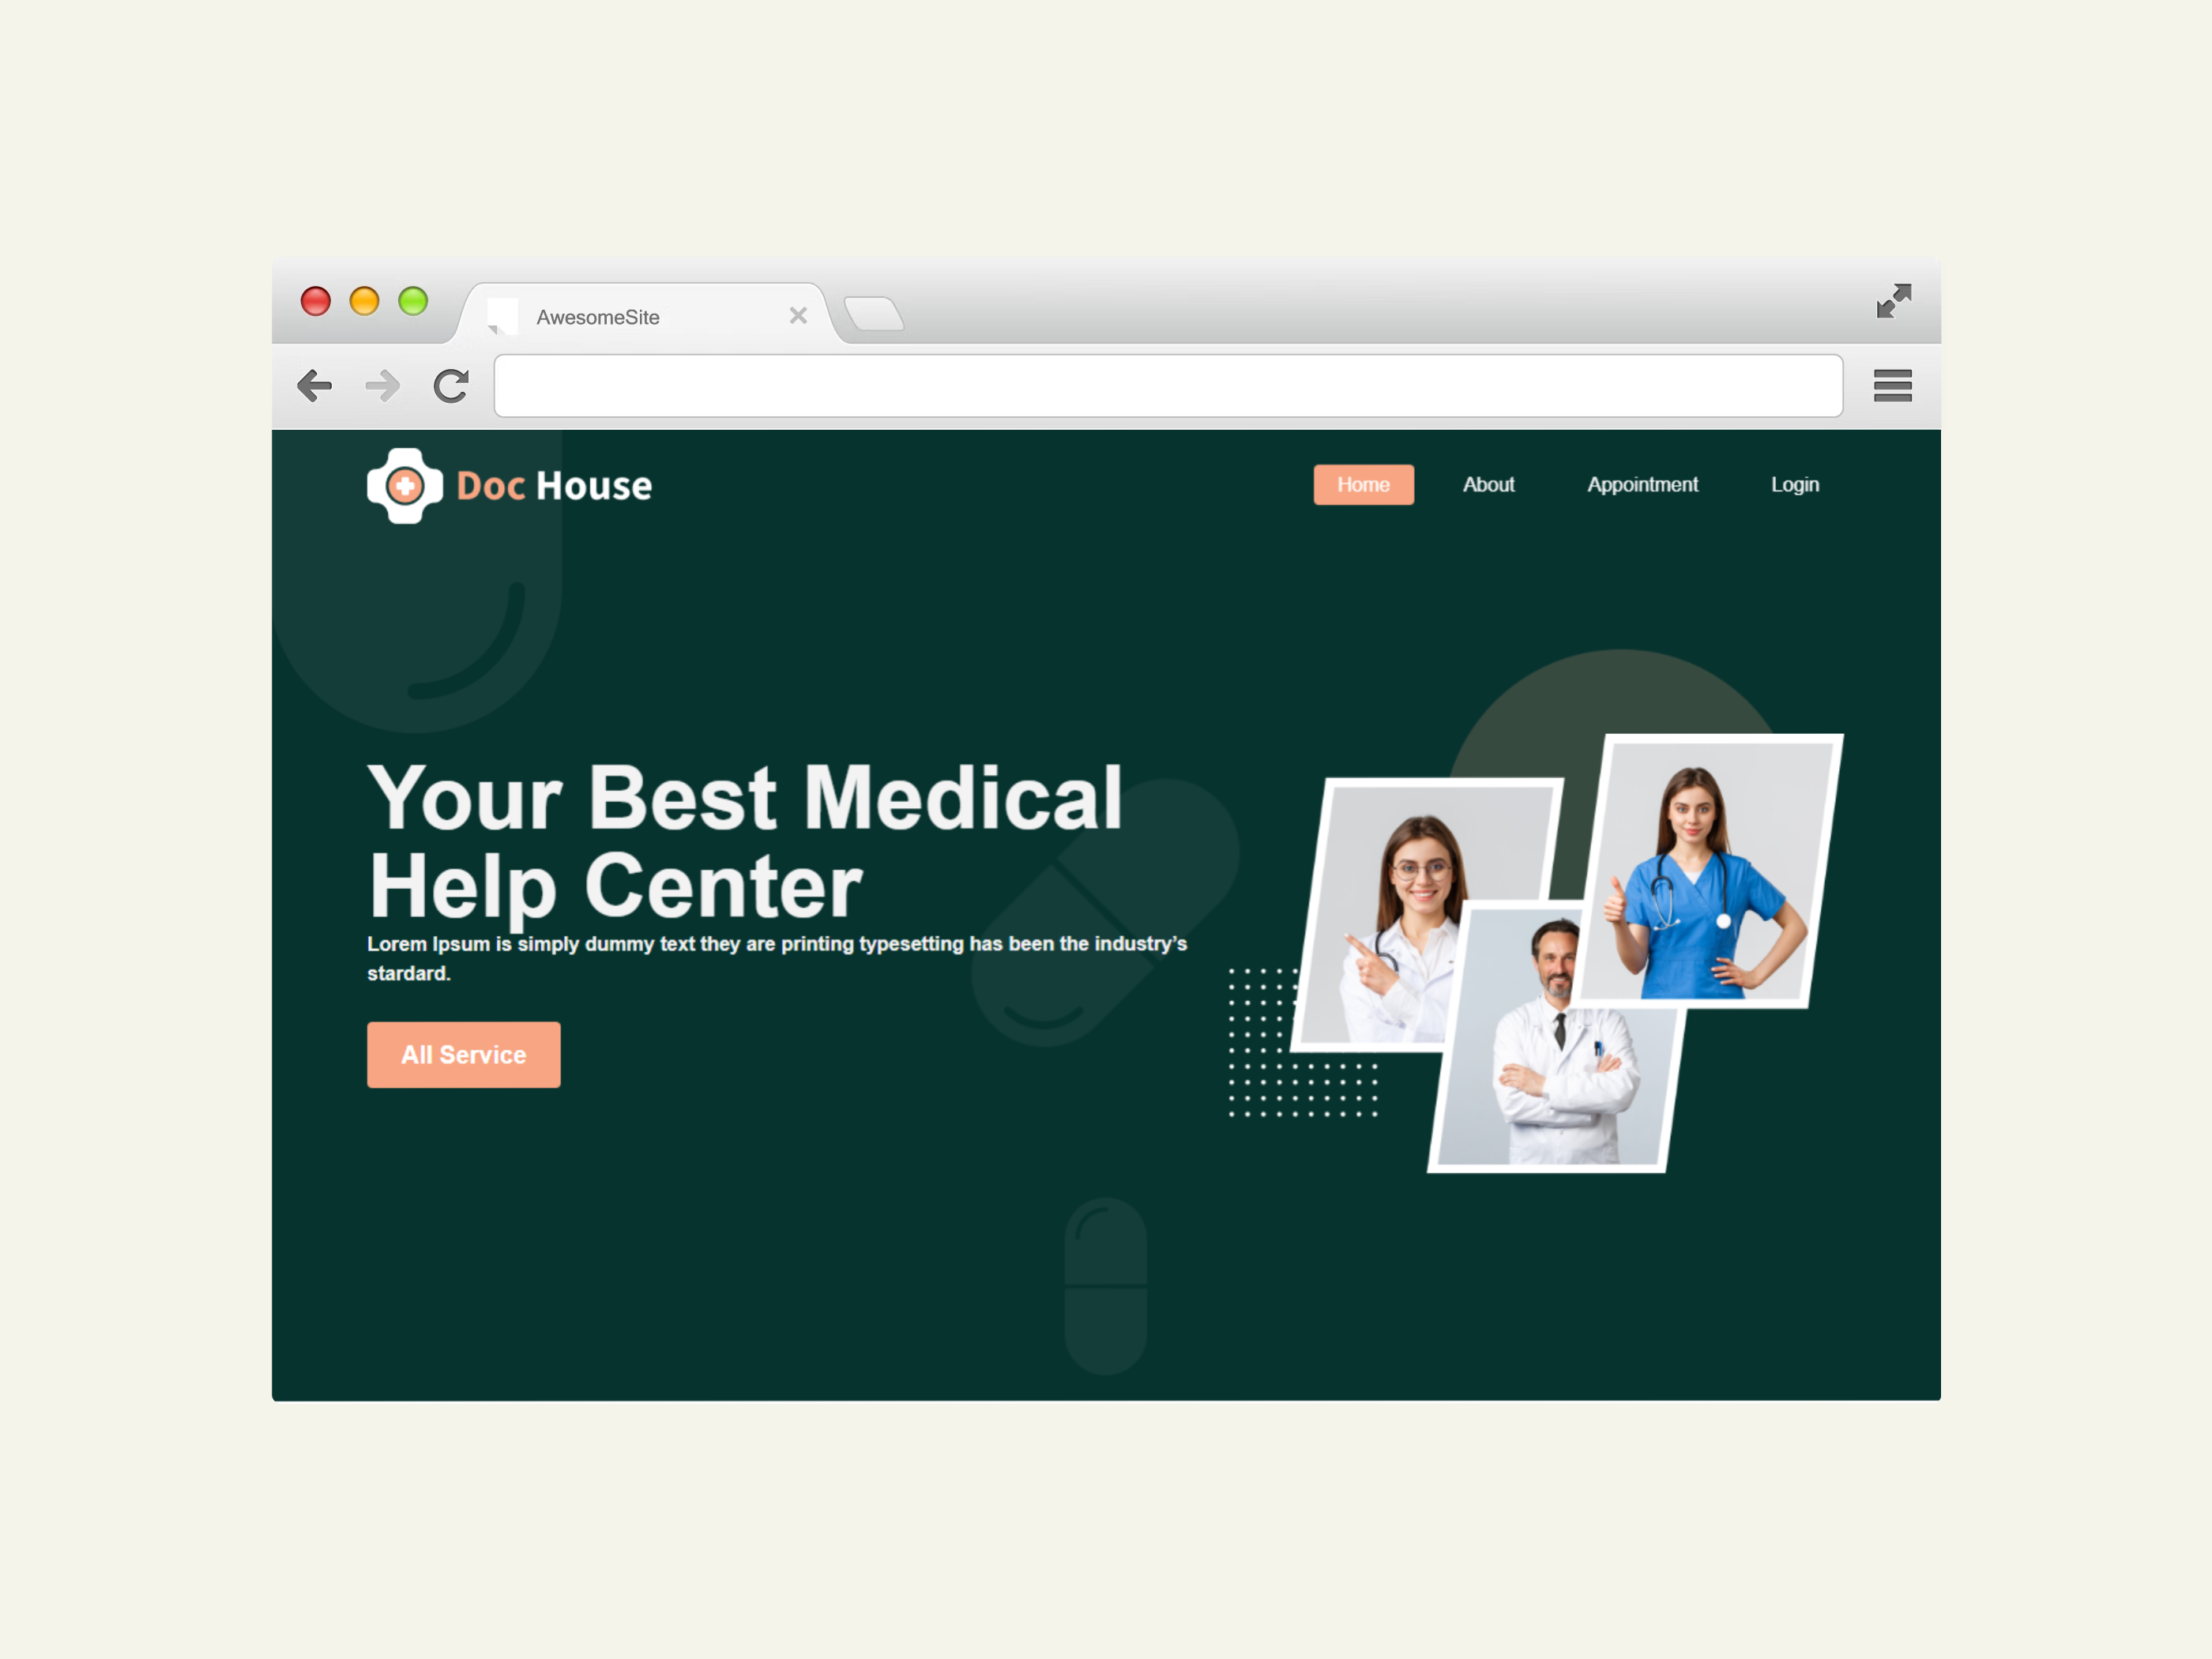 AwesomeSite
Doc House
Home About Appointment Login
Your Best Medical
Help Center
Lorem Ipsum is simply dummy text they are printing typesetting has been the industry’s
stardard.
All Service